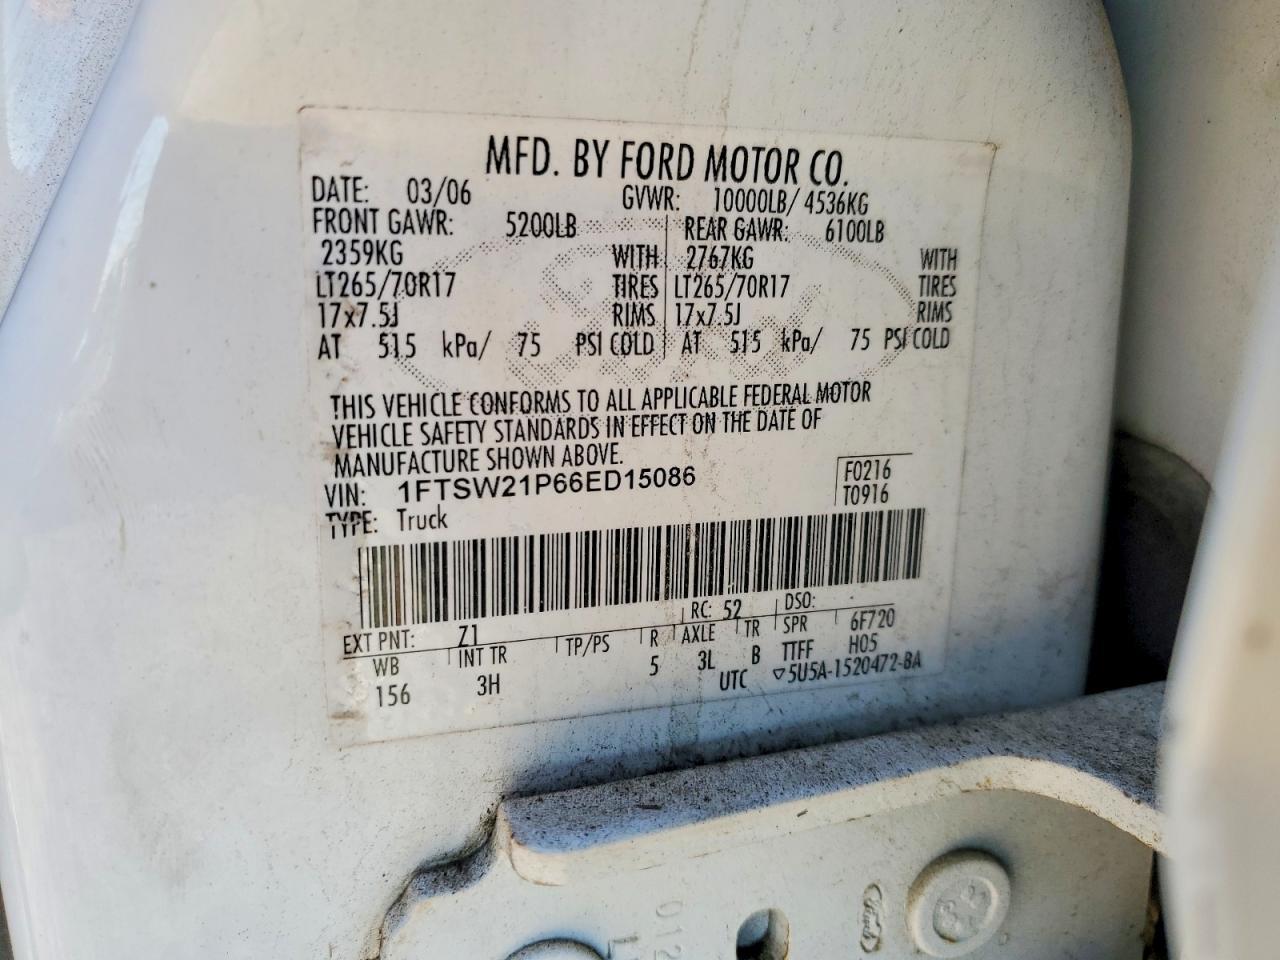 MFD. BY FORD MOTOR CO.
DATE: 03/06 GVWR: 10000LB/ 4536KG
FRONT GAWR: 5200LB REAR GAWR: 6100LB
2359KG WITH 2767KG WITH
LT265/70R17 TIRES LT265/70R17 TIRES
17x7.5J RIMS 17x7.5J RIMS
AT 515 kPa/ 75 PSI COLD AT 515 kPa/ 75 PSI COLD
THIS VEHICLE CONFORMS TO ALL APPLICABLE FEDERAL MOTOR
VEHICLE SAFETY STANDARDS IN EFFECT ON THE DATE OF
MANUFACTURE SHOWN ABOVE.
VIN: 1FTSW21P66ED15086 F0216
TYPE: Truck T0916
EXT PNT: Z1 RC: 52 DSO:
WB INT TR TP/PS R AXLE TR SPR 6F720
156 3H 5 3L B TTFF H05
UTC ▽5U5A-1520472-BA
Ford